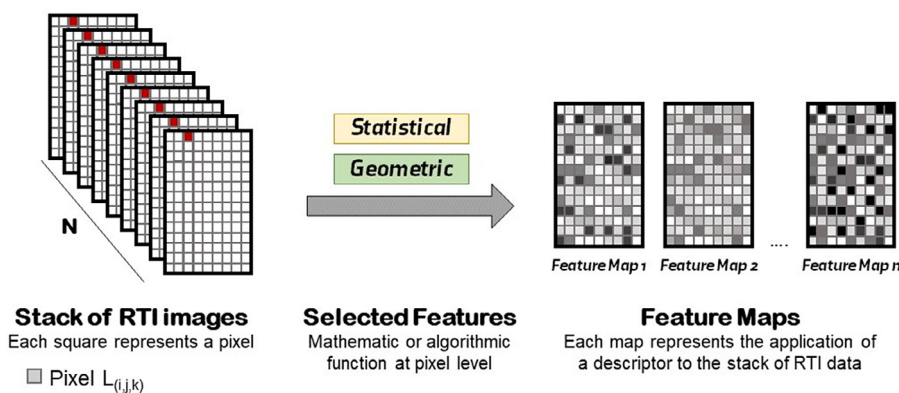 Statistical
Geometric
N
Feature Map 1
Feature Map 2
....
Feature Map n
Stack of RTI images
Each square represents a pixel
Pixel L(i,j,k)
Selected Features
Mathematic or algorithmic
function at pixel level
Feature Maps
Each map represents the application of
a descriptor to the stack of RTI data